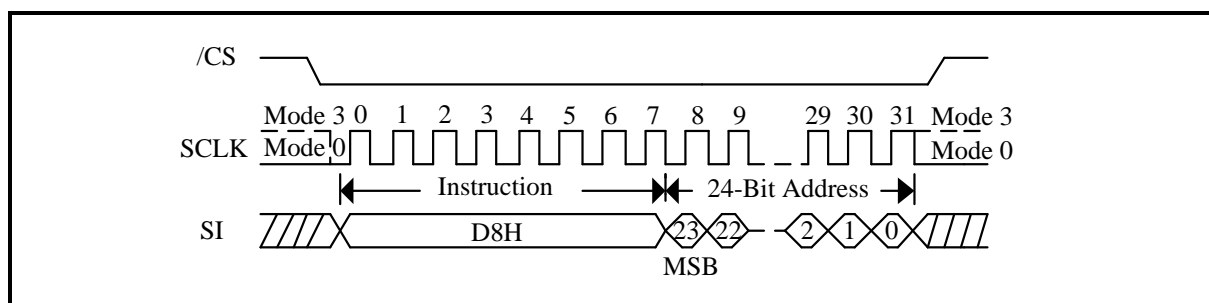 /CS
Mode 3 0 1 2 3 4 5 6 7 8 9 29 30 31 Mode 3
SCLK Mode 0 Mode 0
Instruction 24-Bit Address
SI D8H 23 22 2 1 0
MSB